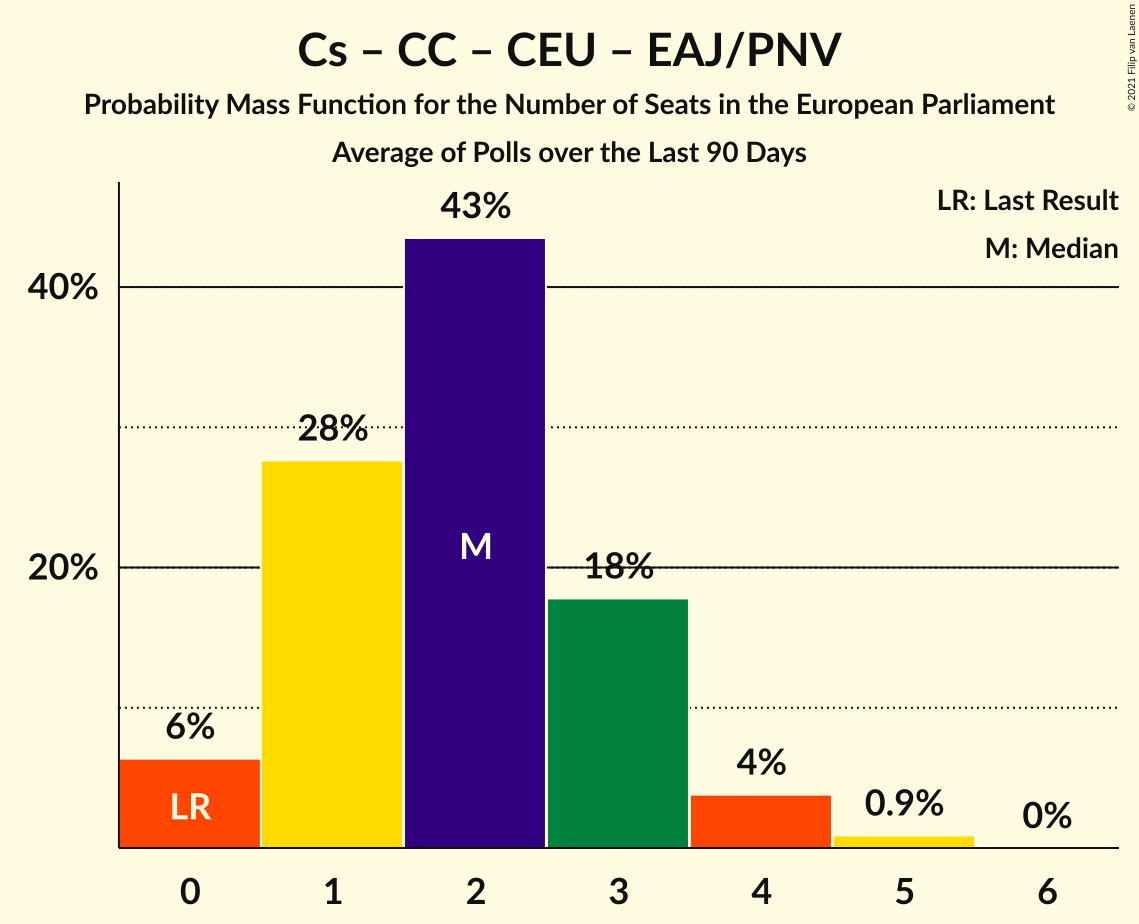 Cs – CC – CEU – EAJ/PNV
Probability Mass Function for the Number of Seats in the European Parliament
Average of Polls over the Last 90 Days
© 2021 Filip van Laenen
LR: Last Result
M: Median
43%
40%
28%
M
20%
18%
6%
LR
4%
0.9%
0%
0 1 2 3 4 5 6